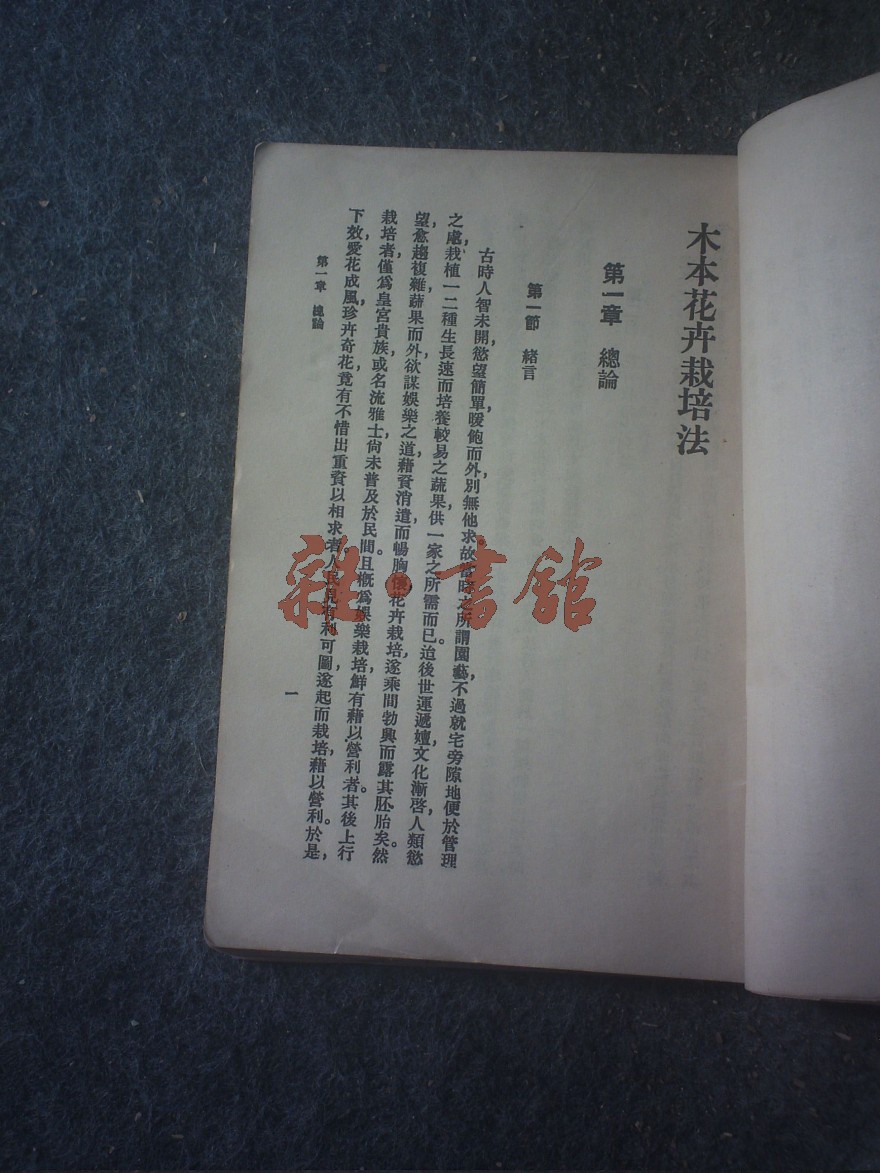 木本花卉栽培法
第一章 總論
第一節 緒言
古時人智未開，慾望簡單，暖飽而外，別無他求，故當時之所謂園藝，不過就宅旁隙地，便於管理
之處，栽植一二種生長速而培養較易之蔬果，供一家之所需而已。迨後世運遞嬗，文化漸啓，人類慾
望愈趨複雜，蔬果而外，欲謀娛樂之道，藉資消遣，而暢胸懷，花卉栽培，遂乘間勃興而露其胚胎矣。然
栽培者，僅爲皇宮貴族，或名流雅士，尙未普及於民間。且概爲娛樂栽培，鮮有藉以營利者。其後上行
下效，愛花成風，珍卉奇花，竟有不惜出重資以相求者。人民見有利可圖，遂起而栽培，藉以營利。於是，
第一章 總論
一
雜·書館